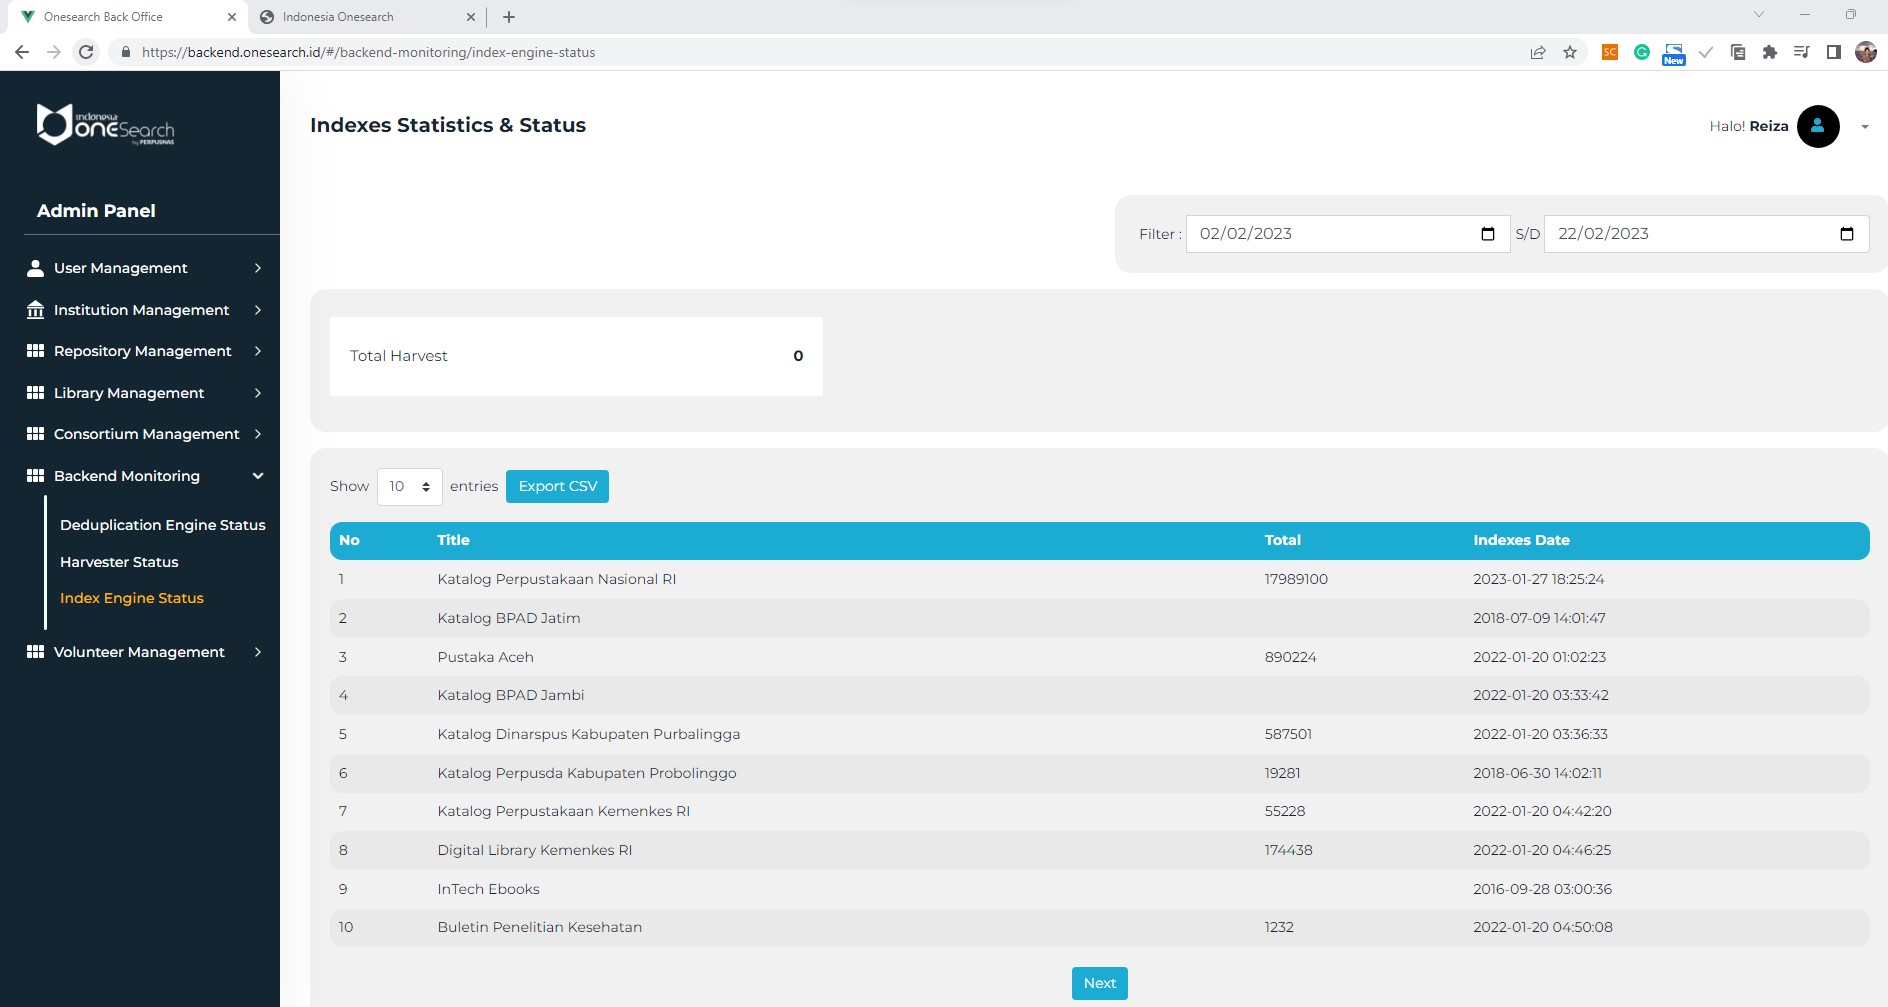 Onesearch Back Office
Indonesia Onesearch
https://backend.onesearch.id/#/backend-monitoring/index-engine-status
SC
G
New
indonesia
oneSearch
by PERPUSNAS
Indexes Statistics & Status
Halo! Reiza
Admin Panel
User Management
Institution Management
Repository Management
Library Management
Consortium Management
Backend Monitoring
Deduplication Engine Status
Harvester Status
Index Engine Status
Volunteer Management
Filter : 02/02/2023 S/D 22/02/2023
Total Harvest 0
Show 10 entries Export CSV
No Title Total Indexes Date
1 Katalog Perpustakaan Nasional RI 17989100 2023-01-27 18:25:24
2 Katalog BPAD Jatim 2018-07-09 14:01:47
3 Pustaka Aceh 890224 2022-01-20 01:02:23
4 Katalog BPAD Jambi 2022-01-20 03:33:42
5 Katalog Dinarspus Kabupaten Purbalingga 587501 2022-01-20 03:36:33
6 Katalog Perpusda Kabupaten Probolinggo 19281 2018-06-30 14:02:11
7 Katalog Perpustakaan Kemenkes RI 55228 2022-01-20 04:42:20
8 Digital Library Kemenkes RI 174438 2022-01-20 04:46:25
9 InTech Ebooks 2016-09-28 03:00:36
10 Buletin Penelitian Kesehatan 1232 2022-01-20 04:50:08
Next